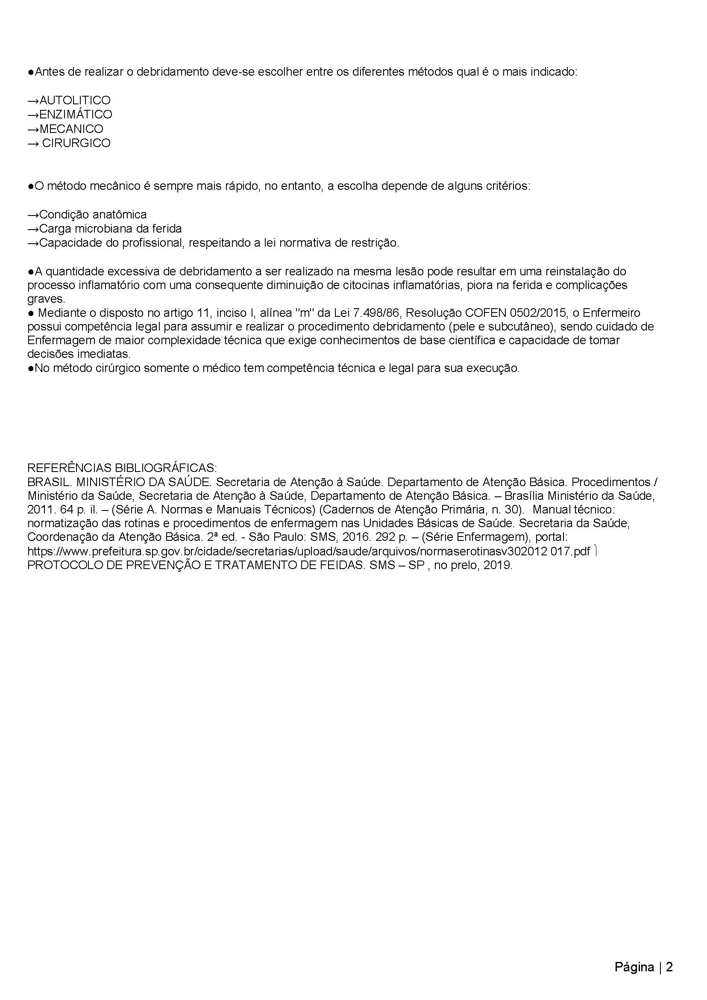 ●Antes de realizar o debridamento deve-se escolher entre os diferentes métodos qual é o mais indicado:
→AUTOLITICO
→ENZIMÁTICO
→MECANICO
→ CIRURGICO
●O método mecânico é sempre mais rápido, no entanto, a escolha depende de alguns critérios:
→Condição anatômica
→Carga microbiana da ferida
→Capacidade do profissional, respeitando a lei normativa de restrição.
●A quantidade excessiva de debridamento a ser realizado na mesma lesão pode resultar em uma reinstalação do
processo inflamatório com uma consequente diminuição de citocinas inflamatórias, piora na ferida e complicações
graves.
● Mediante o disposto no artigo 11, inciso I, alínea "m" da Lei 7.498/86, Resolução COFEN 0502/2015, o Enfermeiro
possui competência legal para assumir e realizar o procedimento debridamento (pele e subcutâneo), sendo cuidado de
Enfermagem de maior complexidade técnica que exige conhecimentos de base científica e capacidade de tomar
decisões imediatas.
●No método cirúrgico somente o médico tem competência técnica e legal para sua execução.
REFERÊNCIAS BIBLIOGRÁFICAS:
BRASIL. MINISTÉRIO DA SAÚDE. Secretaria de Atenção à Saúde. Departamento de Atenção Básica. Procedimentos /
Ministério da Saúde, Secretaria de Atenção à Saúde, Departamento de Atenção Básica. – Brasília Ministério da Saúde,
2011. 64 p. il. – (Série A. Normas e Manuais Técnicos) (Cadernos de Atenção Primária, n. 30).  Manual técnico:
normatização das rotinas e procedimentos de enfermagem nas Unidades Básicas de Saúde. Secretaria da Saúde,
Coordenação da Atenção Básica. 2ª ed. - São Paulo: SMS, 2016. 292 p. – (Série Enfermagem), portal:
https://www.prefeitura.sp.gov.br/cidade/secretarias/upload/saude/arquivos/normaserotinasv302012 017.pdf
PROTOCOLO DE PREVENÇÃO E TRATAMENTO DE FEIDAS. SMS – SP , no prelo, 2019.
Página | 2